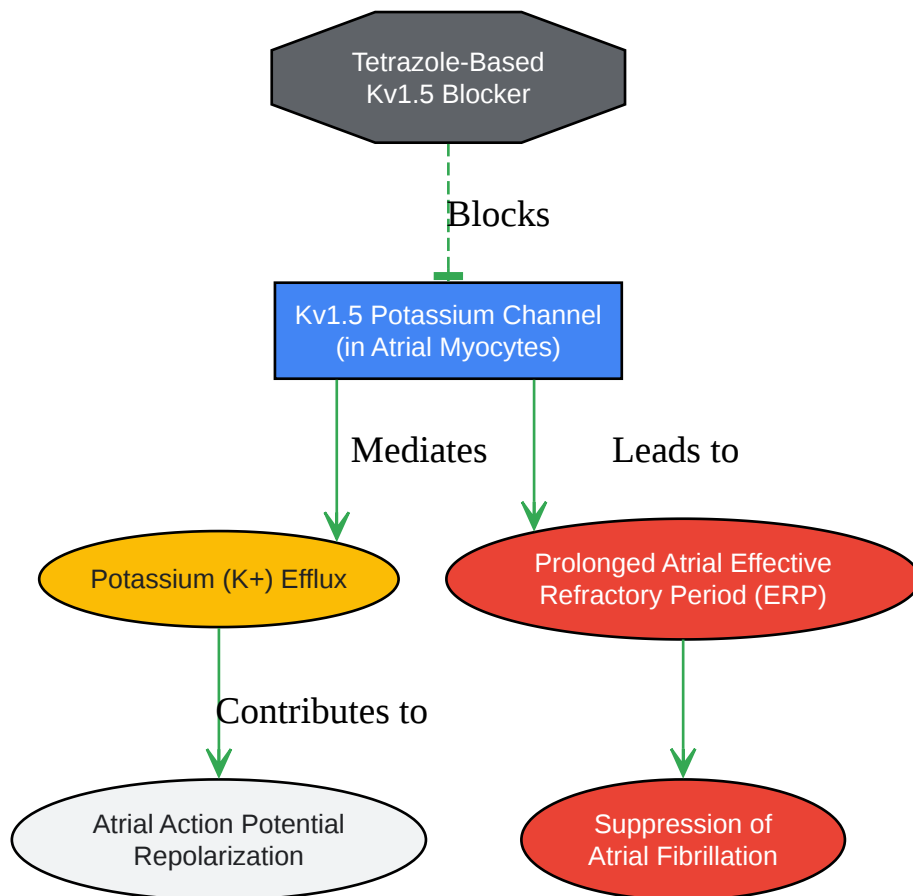 Tetrazole-Based
Kv1.5 Blocker
Blocks
Kv1.5 Potassium Channel
(in Atrial Myocytes)
Mediates
Leads to
Potassium (K+) Efflux
Prolonged Atrial Effective
Refractory Period (ERP)
Contributes to
Atrial Action Potential
Repolarization
Suppression of
Atrial Fibrillation